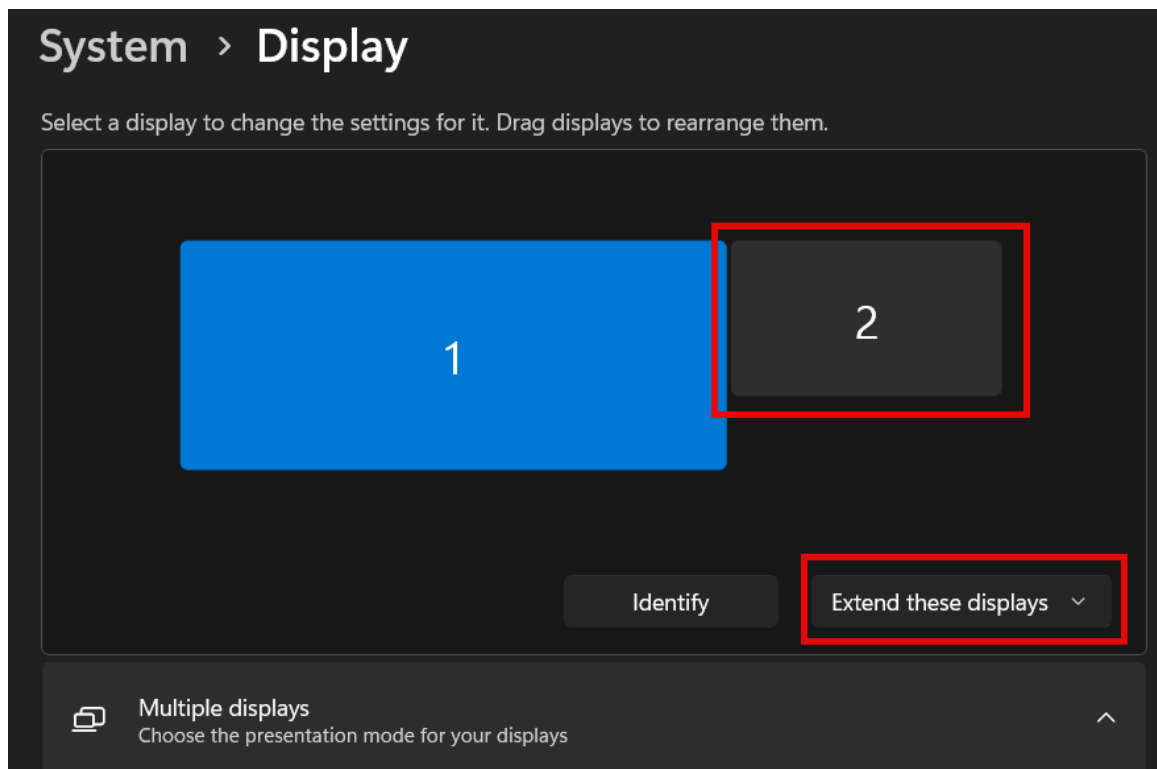 System > Display
Select a display to change the settings for it. Drag displays to rearrange them.
1
2
Identify
Extend these displays
Multiple displays
Choose the presentation mode for your displays